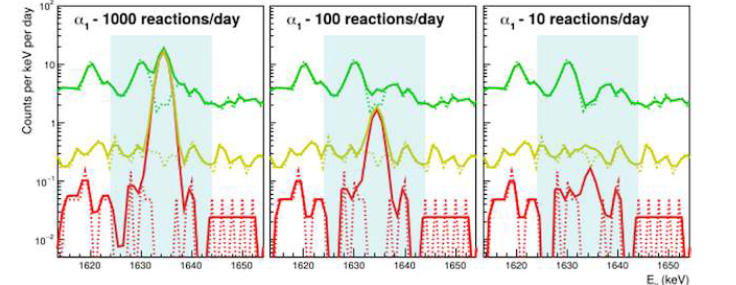 α₁ - 1000 reactions/day
α₁ - 100 reactions/day
α₁ - 10 reactions/day
Counts per keV per day
10²
10
1
10⁻¹
10⁻²
1620 1630 1640 1650
1620 1630 1640 1650
1620 1630 1640 1650
Eγ (keV)